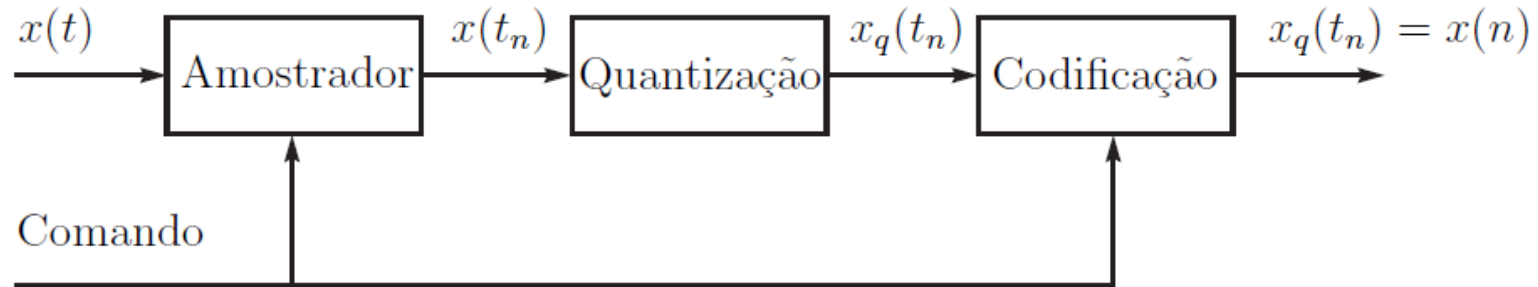 x(t) x(t_n) x_q(t_n) x_q(t_n) = x(n)
Amostrador Quantização Codificação
Comando